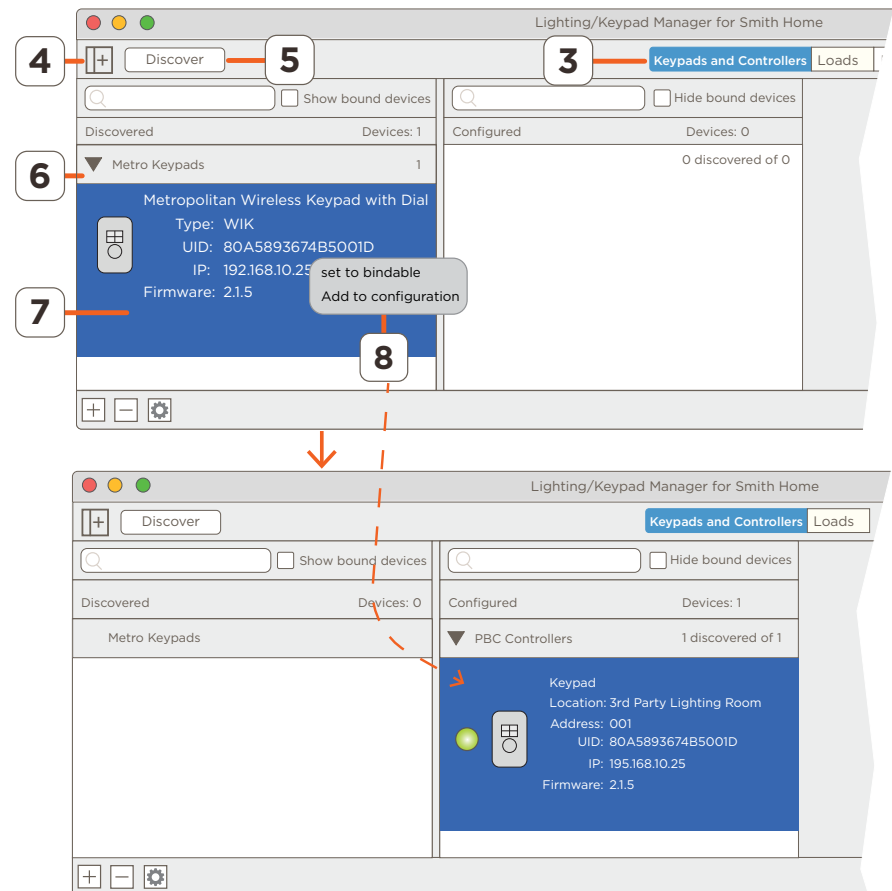 Lighting/Keypad Manager for Smith Home
4
Discover
5
3
Keypads and Controllers
Loads
Show bound devices
Hide bound devices
Discovered
Devices: 1
Configured
Devices: 0
6
Metro Keypads
1
0 discovered of 0
Metropolitan Wireless Keypad with Dial
Type: WIK
UID: 80A5893674B5001D
IP: 192.168.10.25
Firmware: 2.1.5
set to bindable
Add to configuration
7
8
Lighting/Keypad Manager for Smith Home
Discover
Keypads and Controllers
Loads
Show bound devices
Hide bound devices
Discovered
Devices: 0
Configured
Devices: 1
Metro Keypads
PBC Controllers
1 discovered of 1
Keypad
Location: 3rd Party Lighting Room
Address: 001
UID: 80A5893674B5001D
IP: 195.168.10.25
Firmware: 2.1.5